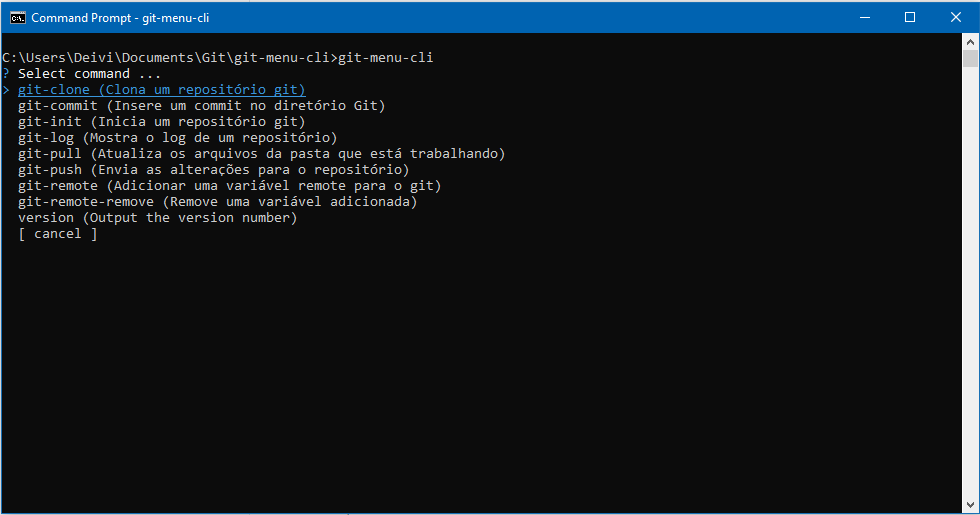 Command Prompt - git-menu-cli
C:\Users\Deivi\Documents\Git\git-menu-cli>git-menu-cli
? Select command ...
> git-clone (Clona um repositório git)
git-commit (Insere um commit no diretório Git)
git-init (Inicia um repositório git)
git-log (Mostra o log de um repositório)
git-pull (Atualiza os arquivos da pasta que está trabalhando)
git-push (Envia as alterações para o repositório)
git-remote (Adicionar uma variável remote para o git)
git-remote-remove (Remove uma variável adicionada)
version (Output the version number)
[ cancel ]